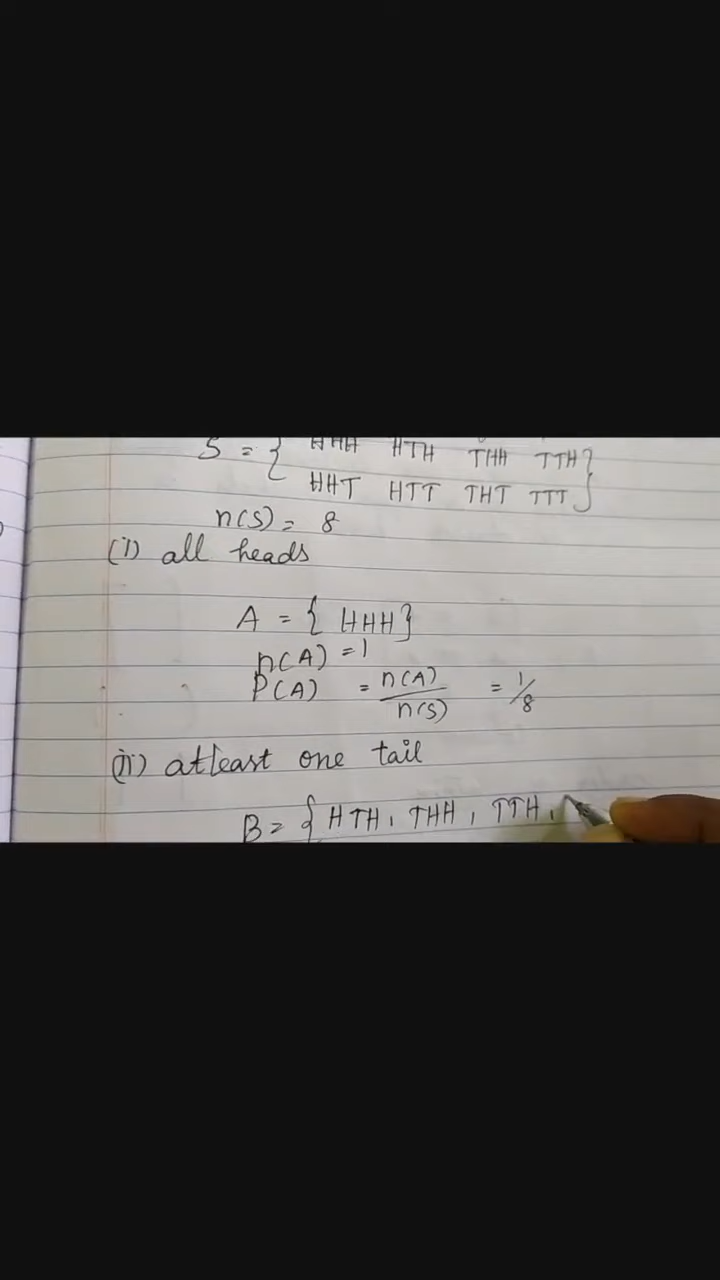 S = { HHH HTH THH TTH }
HHT HTT THT TTT
n(S) = 8
(i) all heads
A = { HHH }
n(A) = 1
P(A) = n(A)/n(S) = 1/8
(ii) atleast one tail
B = { HTH, THH, TTH,